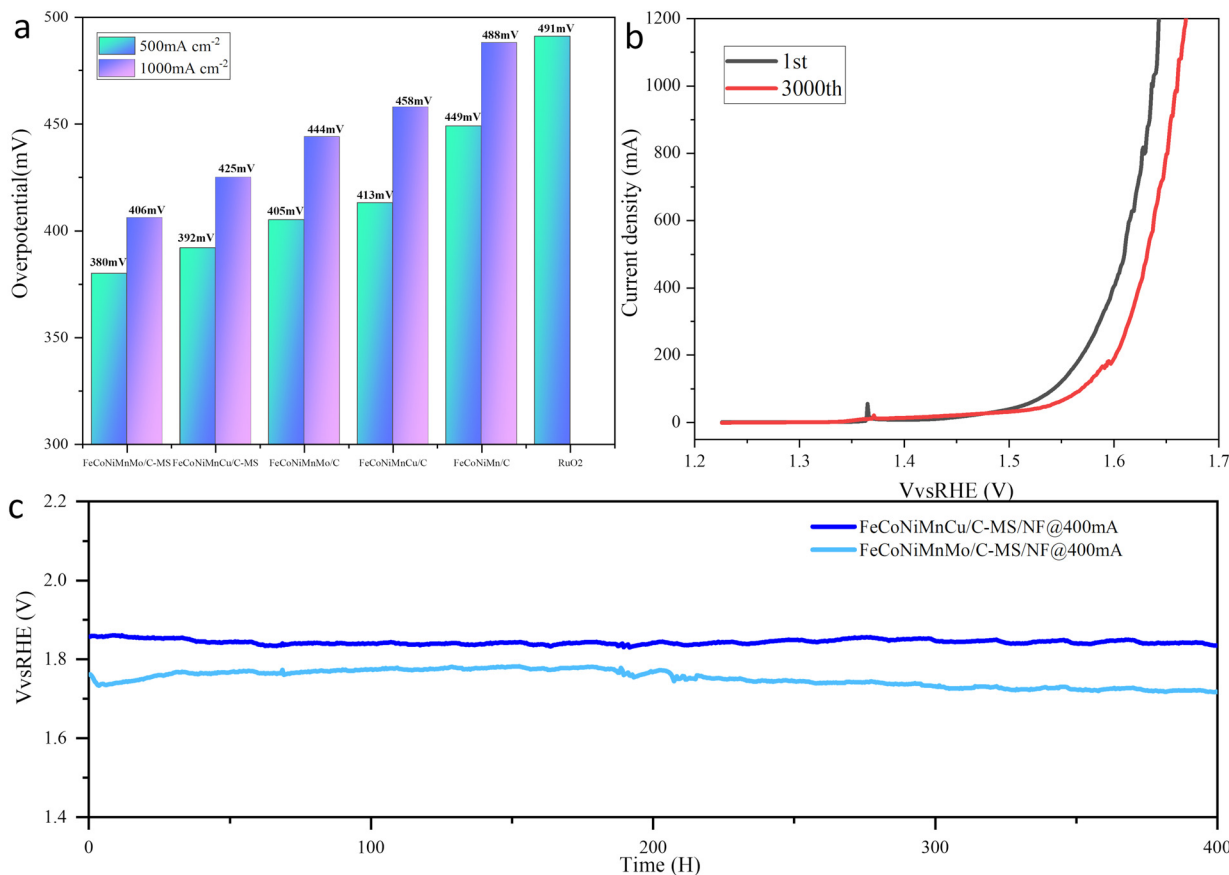 a
500
450
400
350
300
Overpotential(mV)
500mA cm-2
1000mA cm-2
380mV
406mV
392mV
425mV
405mV
444mV
413mV
458mV
449mV
488mV
491mV
FeCoNiMnMo/C-MS
FeCoNiMnCu/C-MS
FeCoNiMnMo/C
FeCoNiMnCu/C
FeCoNiMn/C
RuO2
b
1200
1000
800
600
400
200
0
Current density (mA)
1st
3000th
1.2
1.3
1.4
1.5
1.6
1.7
VvsRHE (V)
c
2.2
2.0
1.8
1.6
1.4
VvsRHE (V)
FeCoNiMnCu/C-MS/NF@400mA
FeCoNiMnMo/C-MS/NF@400mA
0
100
200
300
400
Time (H)